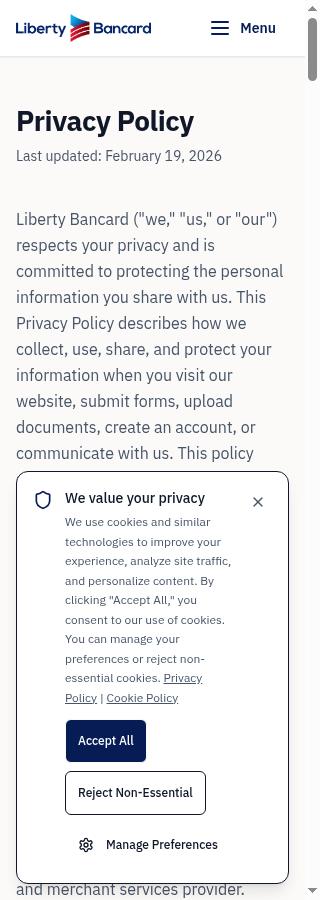 Liberty Bancard
Menu
Privacy Policy
Last updated: February 19, 2026
Liberty Bancard ("we," "us," or "our")
respects your privacy and is
committed to protecting the personal
information you share with us. This
Privacy Policy describes how we
collect, use, share, and protect your
information when you visit our
website, submit forms, upload
documents, create an account, or
communicate with us. This policy
We value your privacy
We use cookies and similar
technologies to improve your
experience, analyze site traffic,
and personalize content. By
clicking "Accept All," you
consent to our use of cookies.
You can manage your
preferences or reject non-
essential cookies. Privacy
Policy | Cookie Policy
Accept All
Reject Non-Essential
Manage Preferences
and merchant services provider.